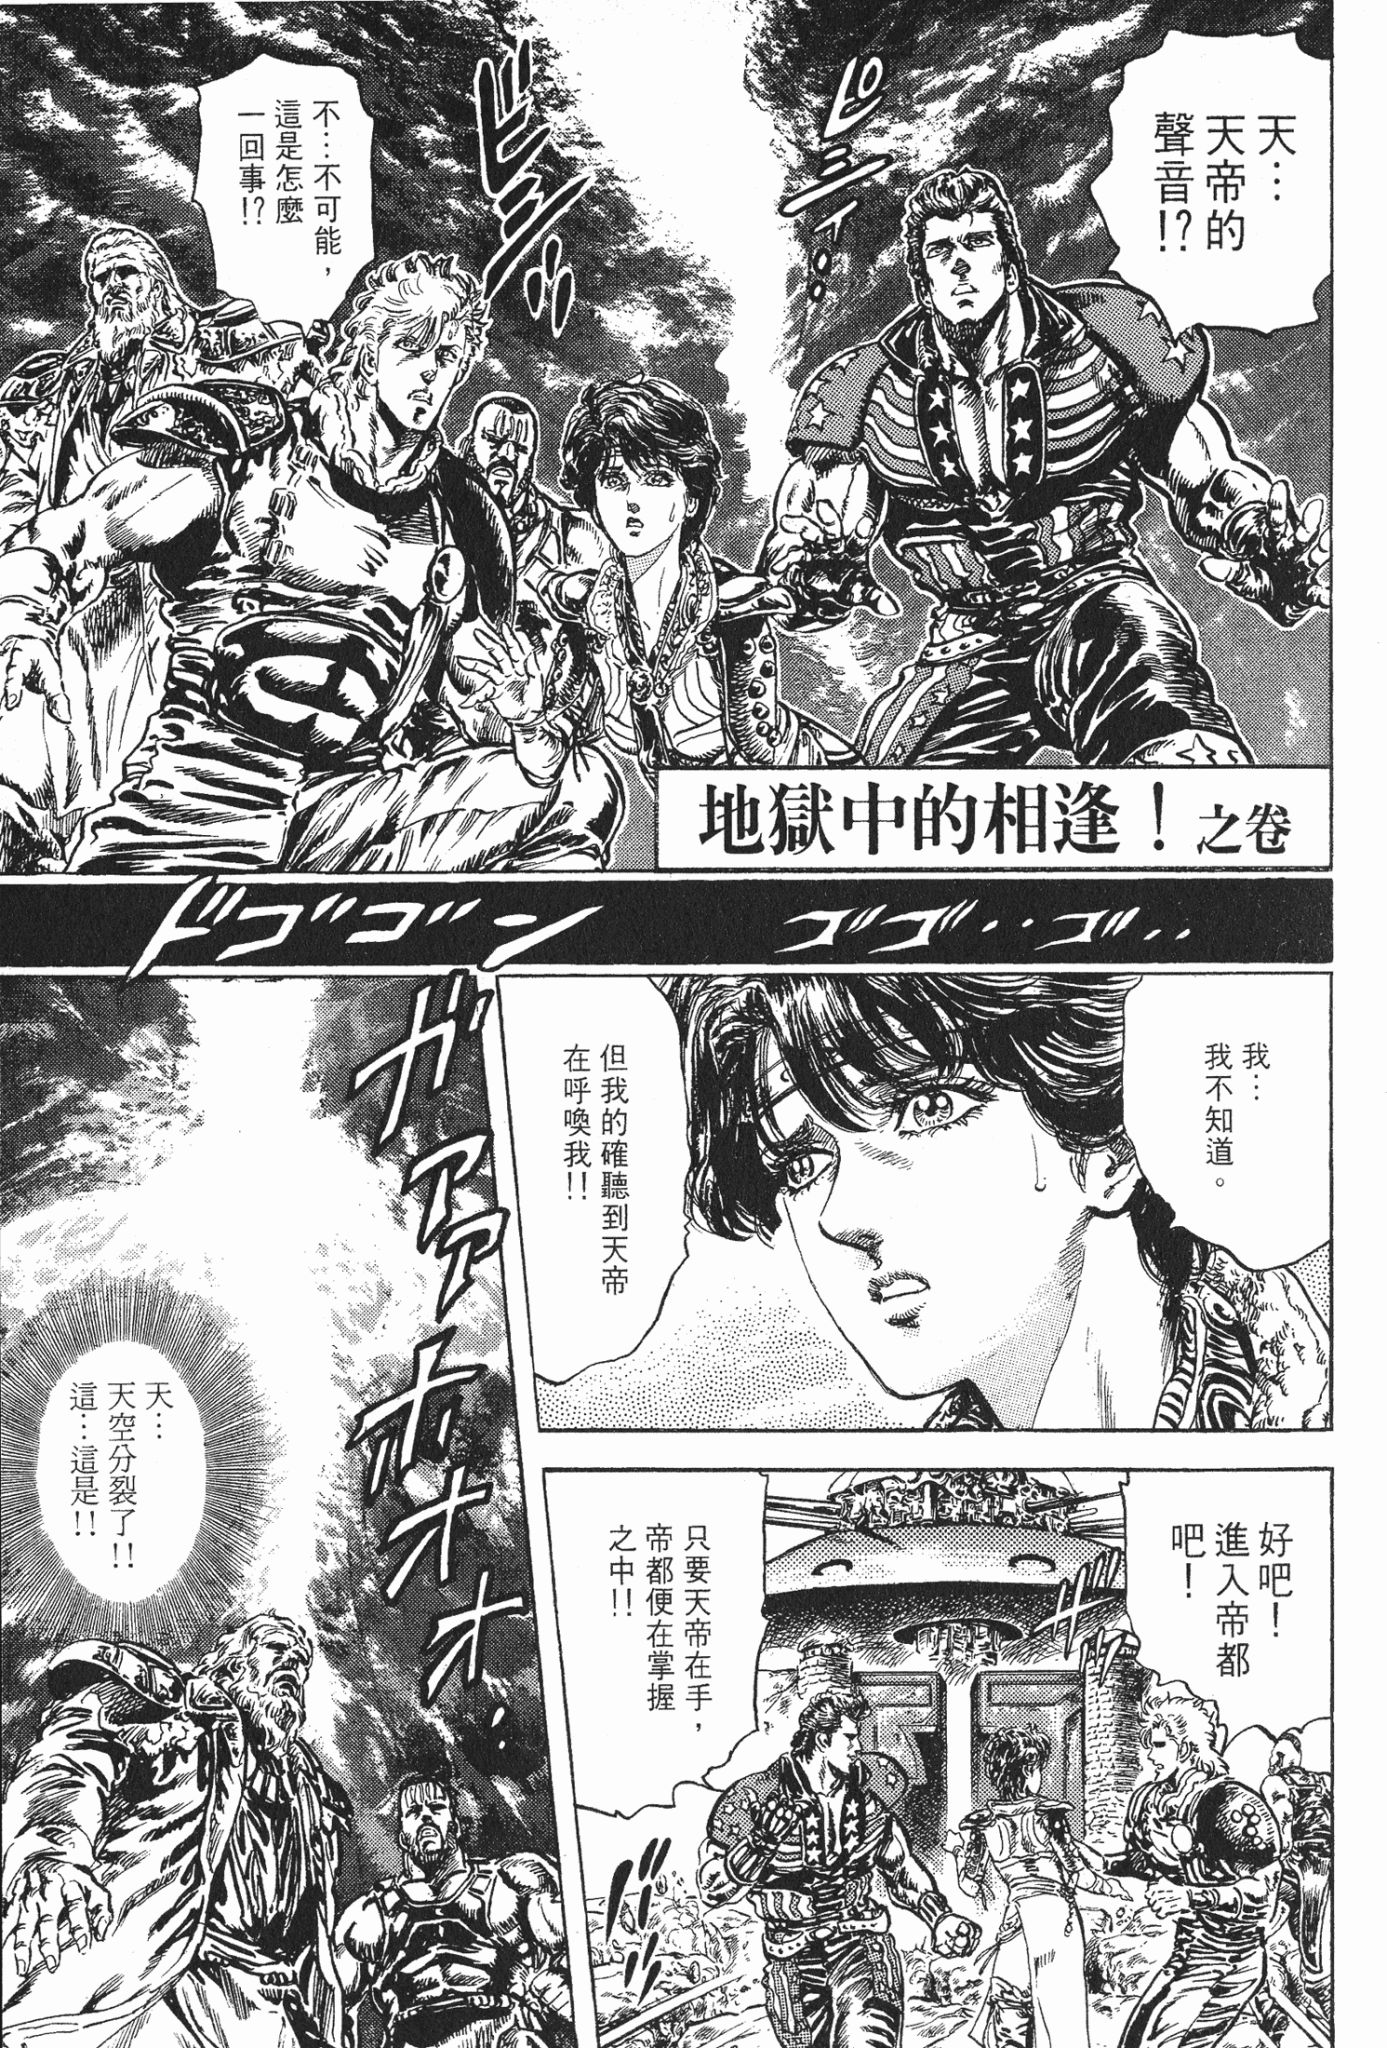 天…
天帝的
聲音!?
ピシィ。
ビシッ!!
不…不可能，
這是怎麼
一回事!?
地獄中的相逢！之卷
ゴゴ‥ゴ‥
ドゴゴゴン
我…
我不知道。
但我的確聽到天帝
在呼喚我!!
ガアアオオオオ．
天…
天空分裂了!!
這…這是!!
好吧！
進入帝都
吧！
只要天帝在手，
帝都便在掌握
之中!!